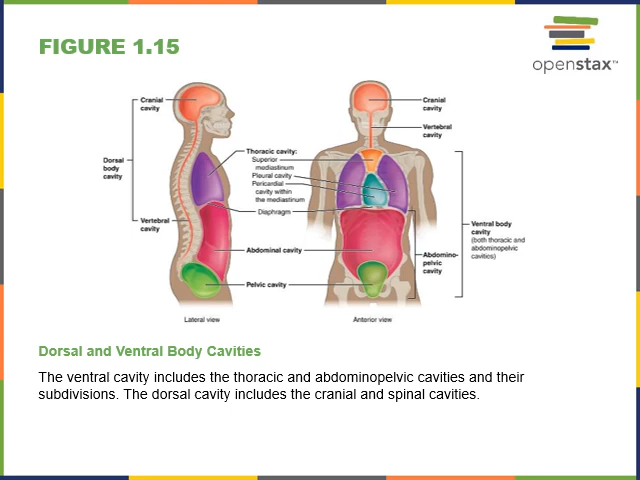 FIGURE 1.15
openstax™
Cranial
cavity
Dorsal
body
cavity
Vertebral
cavity
Thoracic cavity:
Superior
mediastinum
Pleural cavity
Pericardial
cavity within
the mediastinum
Diaphragm
Abdominal cavity
Pelvic cavity
Cranial
cavity
Vertebral
cavity
Ventral body
cavity
(both thoracic and
abdominopelvic
cavities)
Abdomino-
pelvic
cavity
Lateral view
Anterior view
Dorsal and Ventral Body Cavities
The ventral cavity includes the thoracic and abdominopelvic cavities and their
subdivisions. The dorsal cavity includes the cranial and spinal cavities.